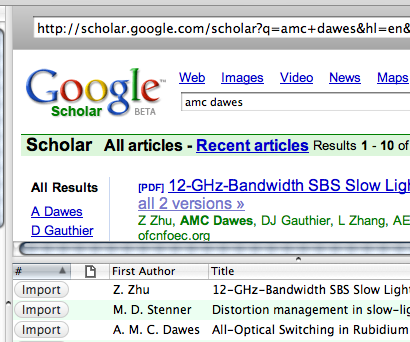 http://scholar.google.com/scholar?q=amc+dawes&hl=en&
Web Images Video News Maps
Google™
Scholar BETA
amc dawes
Scholar All articles - Recent articles Results 1 - 10 of
All Results
A Dawes
D Gauthier
[PDF] 12-GHz-Bandwidth SBS Slow Ligh
all 2 versions »
Z Zhu, AMC Dawes, DJ Gauthier, L Zhang, AE
ofcnfoec.org
# First Author Title
Import Z. Zhu 12-GHz-Bandwidth SBS Slow Light
Import M. D. Stenner Distortion management in slow-lig
Import A. M. C. Dawes All-Optical Switching in Rubidium